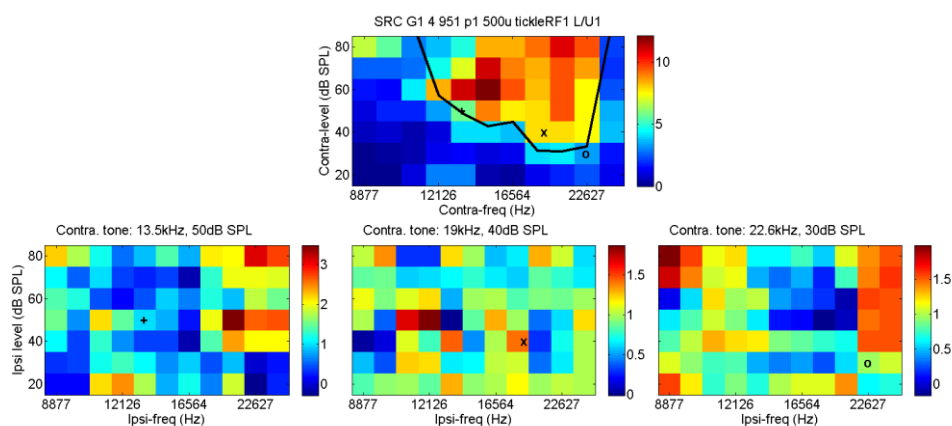 SRC G1 4 951 p1 500u tickleRF1 L/U1
Contra-level (dB SPL)
80
60
40
20
+
x
o
10
5
0
8877 12126 16564 22627
Contra-freq (Hz)
Contra. tone: 13.5kHz, 50dB SPL
Ipsi level (dB SPL)
80
60
40
20
+
3
2
1
0
8877 12126 16564 22627
Ipsi-freq (Hz)
Contra. tone: 19kHz, 40dB SPL
x
1.5
1
0.5
0
8877 12126 16564 22627
Ipsi-freq (Hz)
Contra. tone: 22.6kHz, 30dB SPL
o
1.5
1
0.5
0
8877 12126 16564 22627
Ipsi-freq (Hz)